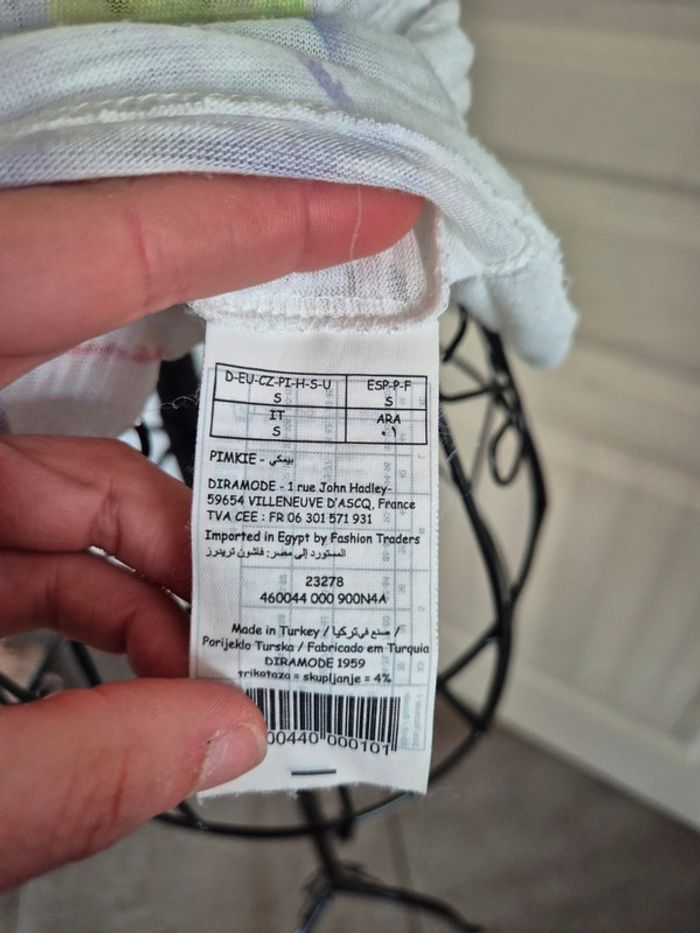 D-EU-CZ-PI-H-S-U ESP-P-F
S S
IT ARA
S ٠١
PIMKIE - بيمكي
DIRAMODE - 1 rue John Hadley-
59654 VILLENEUVE D'ASCQ, France
TVA CEE : FR 06 301 571 931
Imported in Egypt by Fashion Traders
المستورد إلى مصر: فاشون تريدرز
23278
460044 000 900N4A
Made in Turkey / صنع في تركيا /
Porijeklo Turska / Fabricado em Turquia
DIRAMODE 1959
trikotaza = skupljanje = 4%
00440 000101